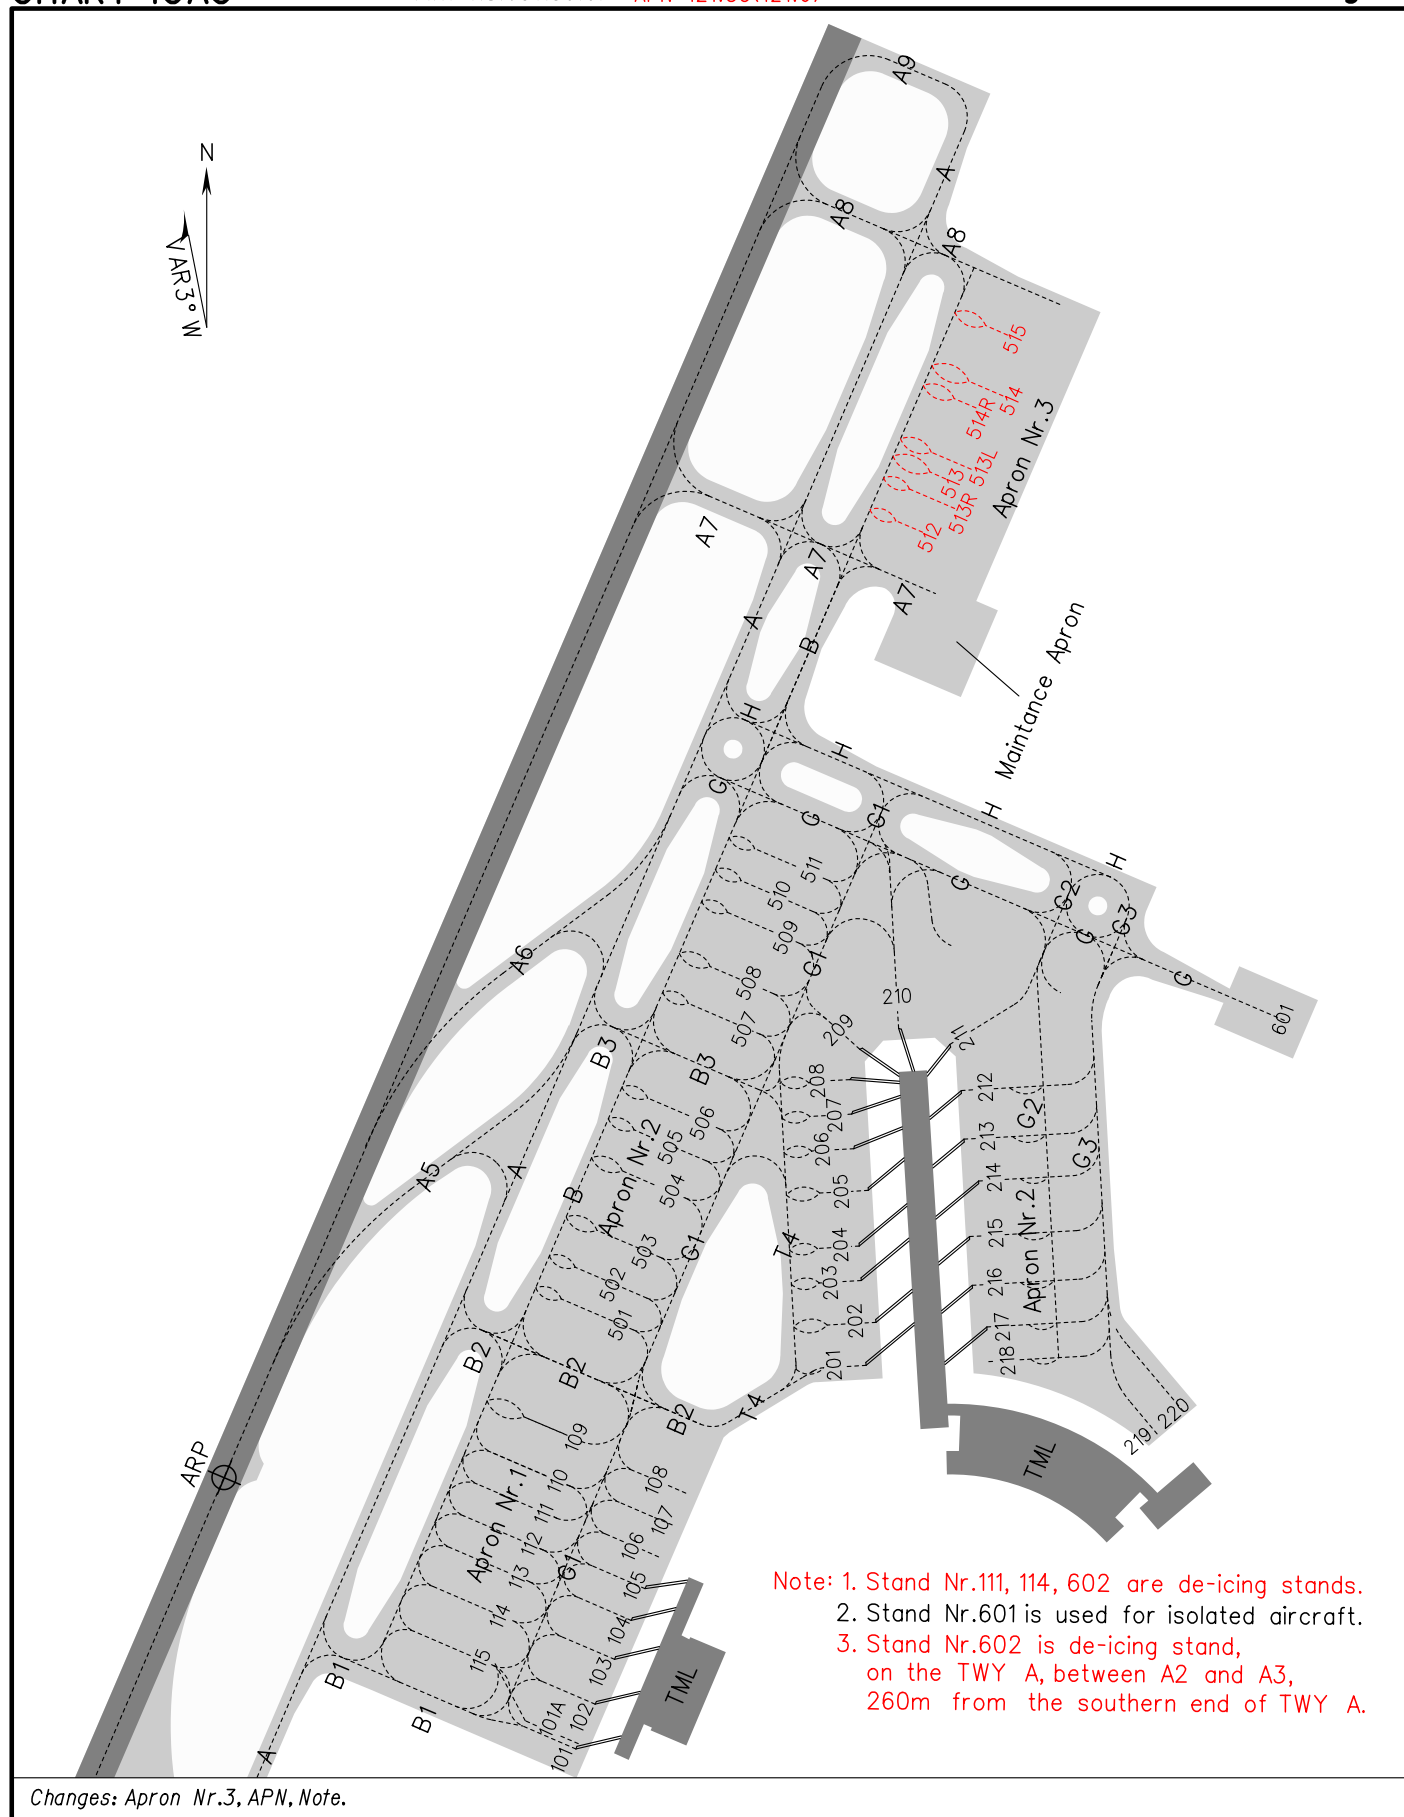 A9
N
A
A8
A8
VAR3° W
515
514
514R
Apron Nr.3
513L
513
513R
512
A7
A7
A7
A
B
Maintance Apron
H
H
G
G
G1
H
H
G
G2
G3
G
G
601
511
510
509
508
507
G1
A6
210
209
211
B3
B3
208
207
206
205
204
203
202
201
212
213
214
215
216
217
218
G2
G3
Apron Nr.2
506
505
504
503
502
501
Apron Nr.2
A5
A
B
G1
T4
T4
B2
B2
B2
219
220
TML
ARP
109
110
111
112
113
114
115
Apron Nr.1
G1
108
107
106
105
104
103
102
101A
101
TML
B1
B1
A
Note: 1. Stand Nr.111, 114, 602 are de-icing stands.
2. Stand Nr.601 is used for isolated aircraft.
3. Stand Nr.602 is de-icing stand,
on the TWY A, between A2 and A3,
260m from the southern end of TWY A.
Changes: Apron Nr.3, APN, Note.